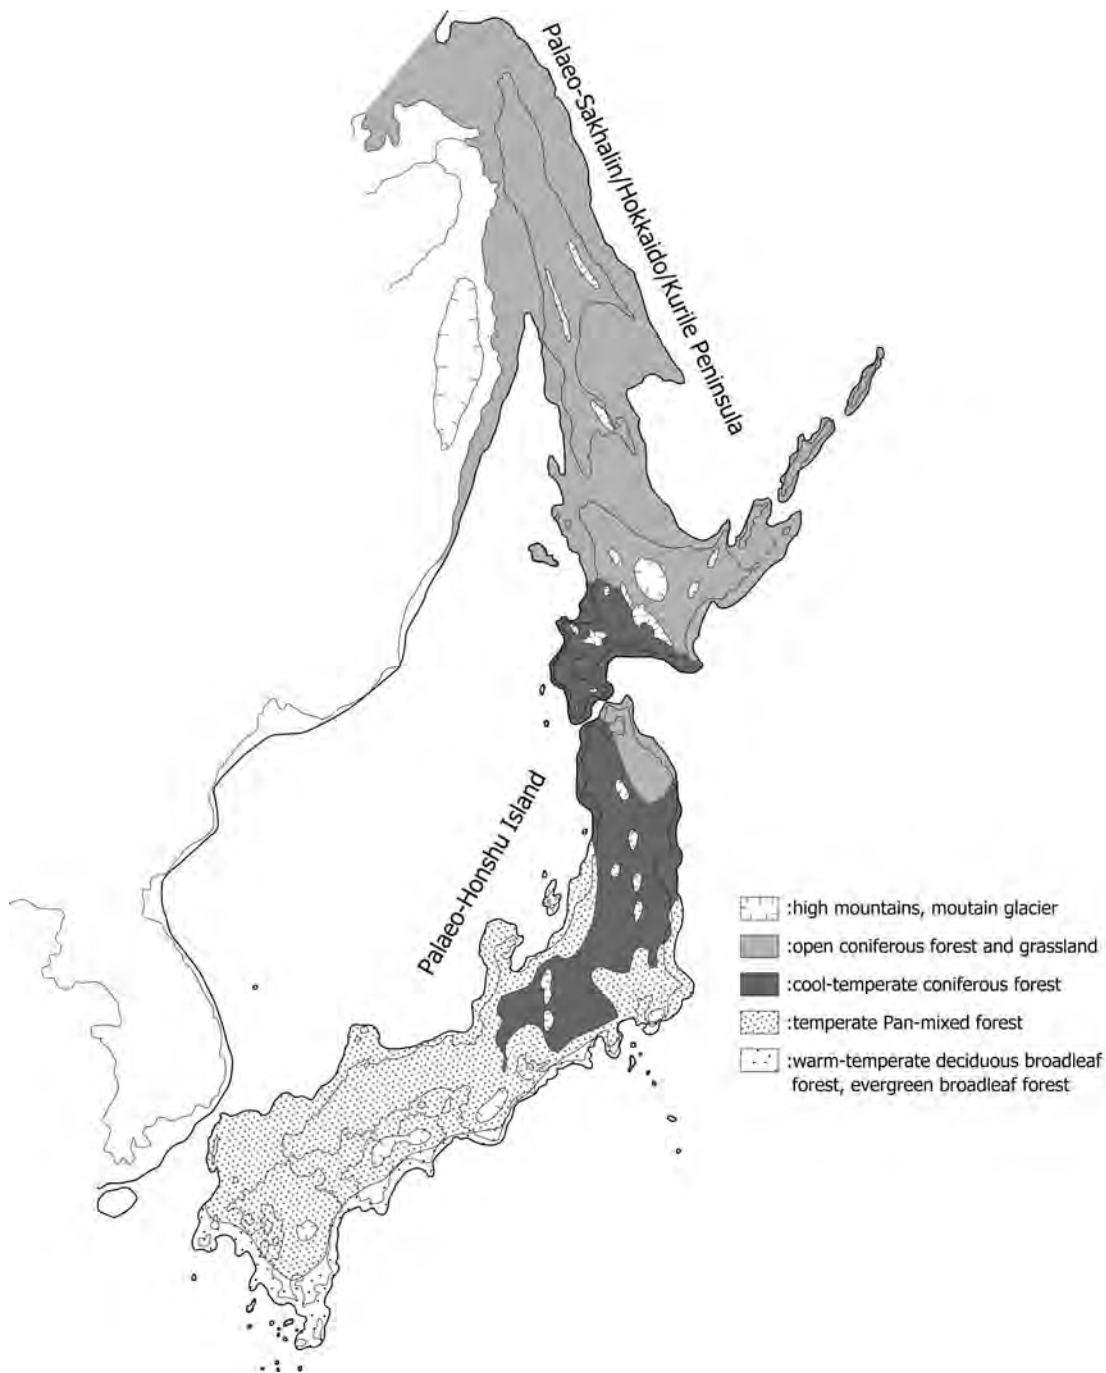 Palaeo-Sakhalin/Hokkaido/Kurile Peninsula
Palaeo-Honshu Island
:high mountains, moutain glacier
:open coniferous forest and grassland
:cool-temperate coniferous forest
:temperate Pan-mixed forest
:warm-temperate deciduous broadleaf
forest, evergreen broadleaf forest